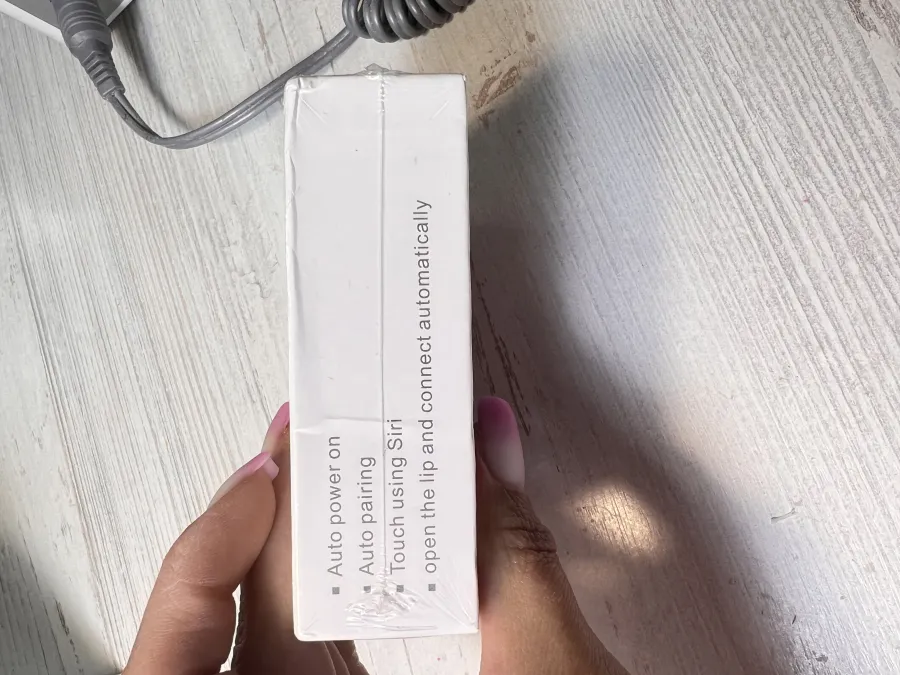 ▪ Auto power on
▪ Auto pairing
▪ Touch using Siri
▪ open the lip and connect automatically